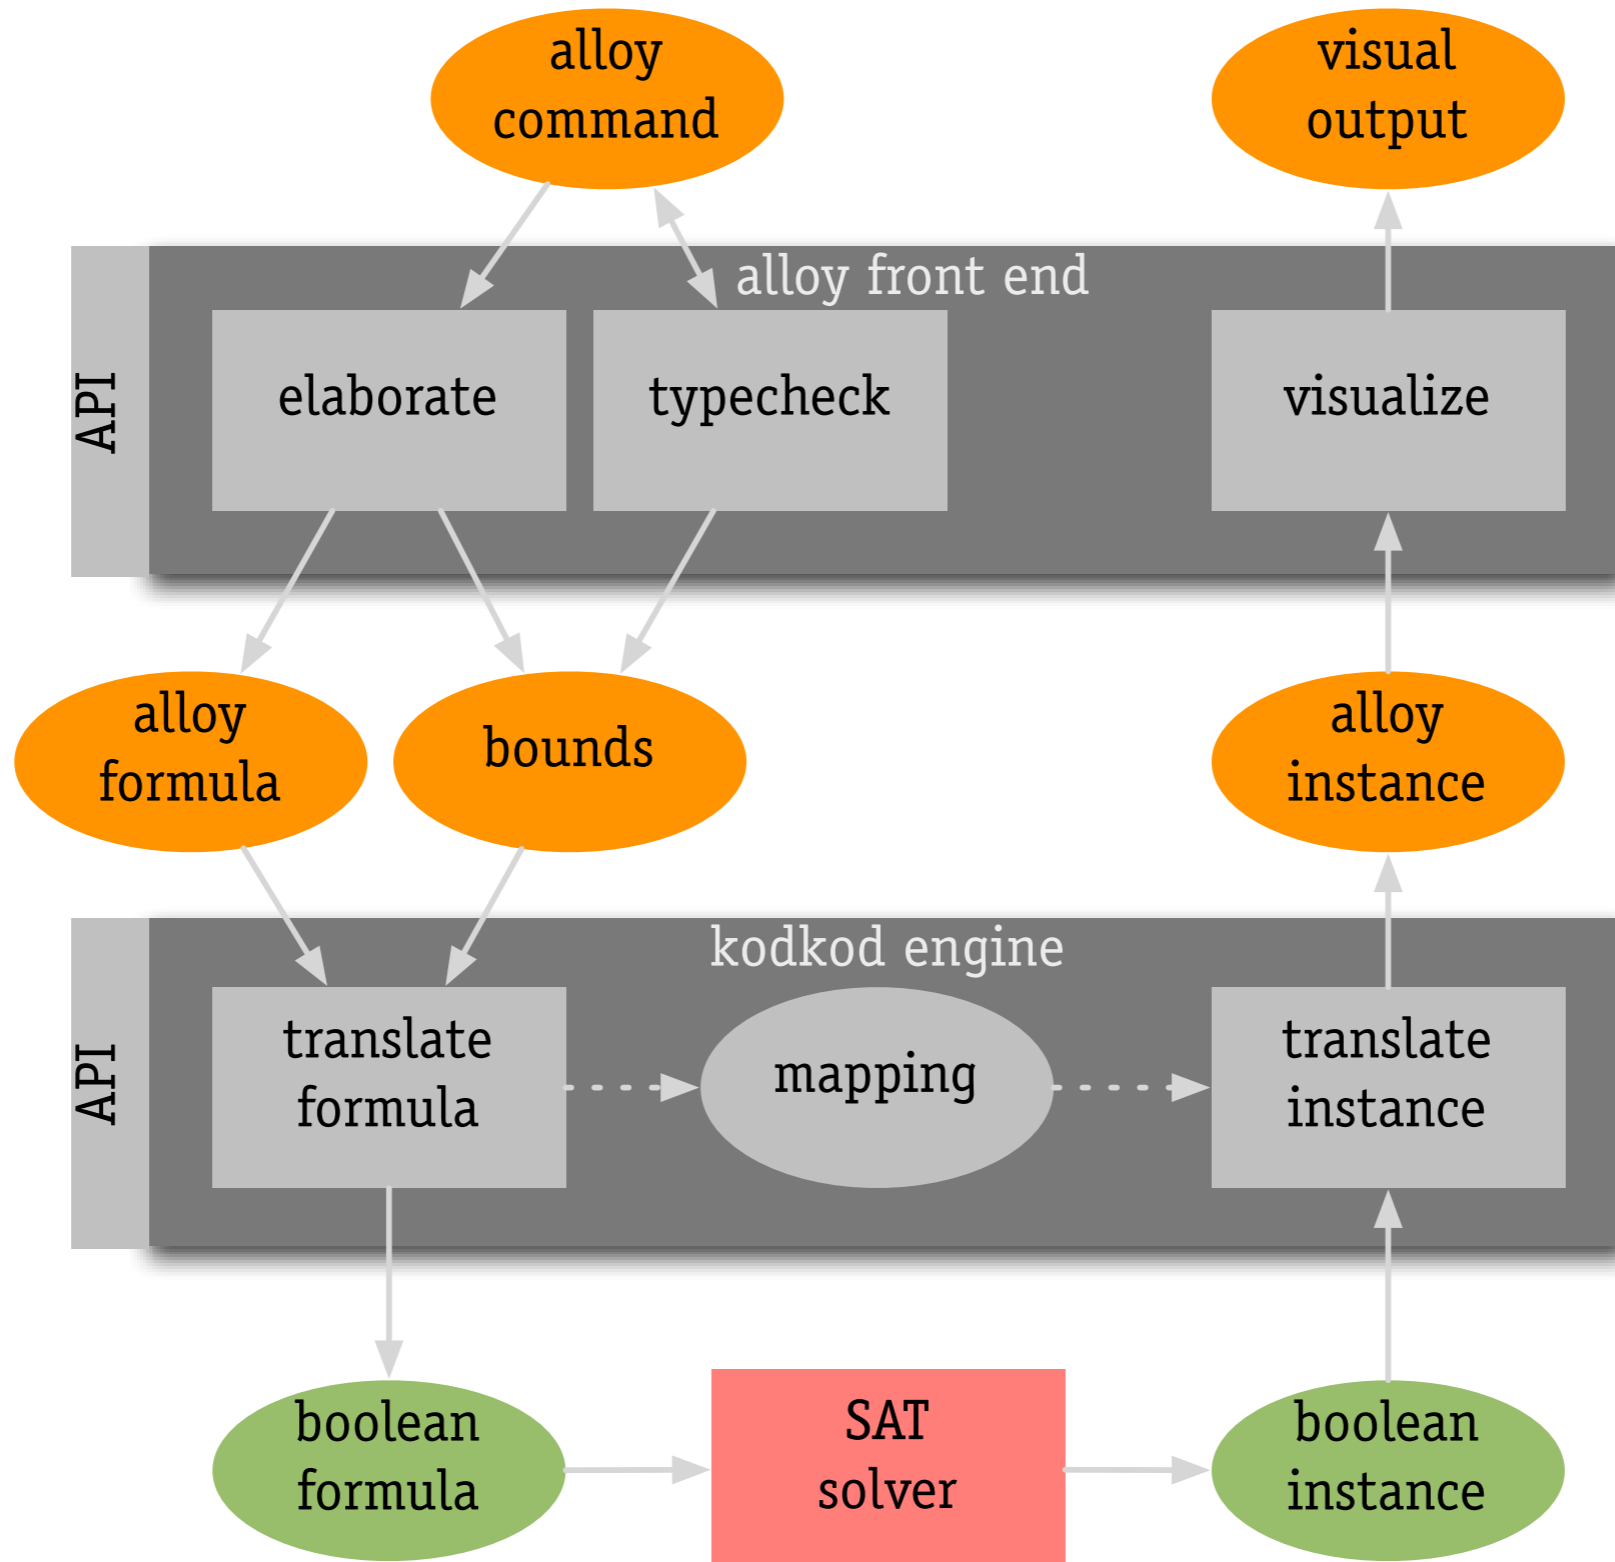 alloy
command
visual
output
API
alloy front end
elaborate
typecheck
visualize
alloy
formula
bounds
alloy
instance
API
kodkod engine
translate
formula
mapping
translate
instance
boolean
formula
SAT
solver
boolean
instance